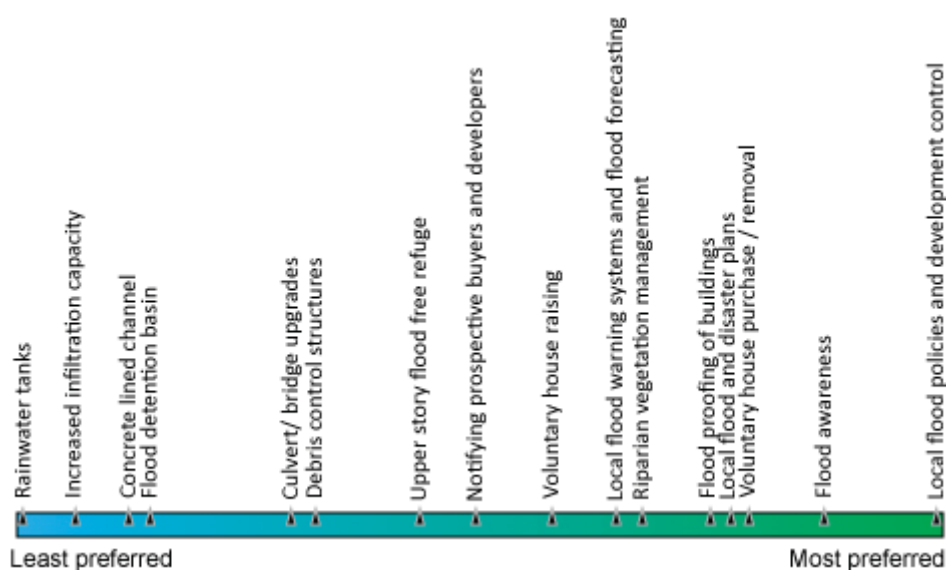 Rainwater tanks
Increased infiltration capacity
Concrete lined channel
Flood detention basin
Culvert/ bridge upgrades
Debris control structures
Upper story flood free refuge
Notifying prospective buyers and developers
Voluntary house raising
Local flood warning systems and flood forecasting
Riparian vegetation management
Flood proofing of buildings
Local flood and disaster plans
Voluntary house purchase / removal
Flood awareness
Local flood policies and development control
Least preferred
Most preferred